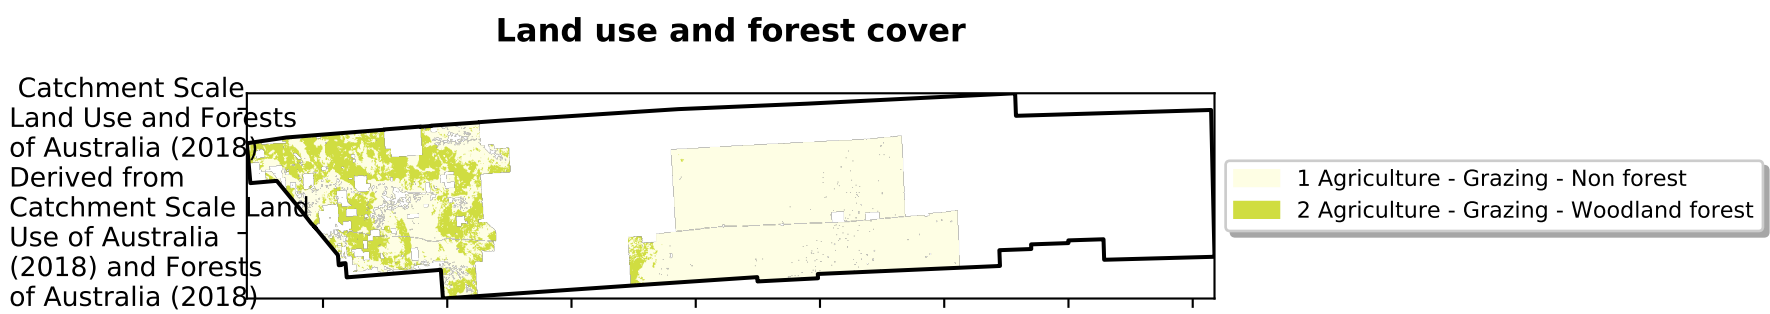 Land use and forest cover
Catchment Scale
Land Use and Forests
of Australia (2018)
Derived from
Catchment Scale Land
Use of Australia
(2018) and Forests
of Australia (2018)
1 Agriculture - Grazing - Non forest
2 Agriculture - Grazing - Woodland forest